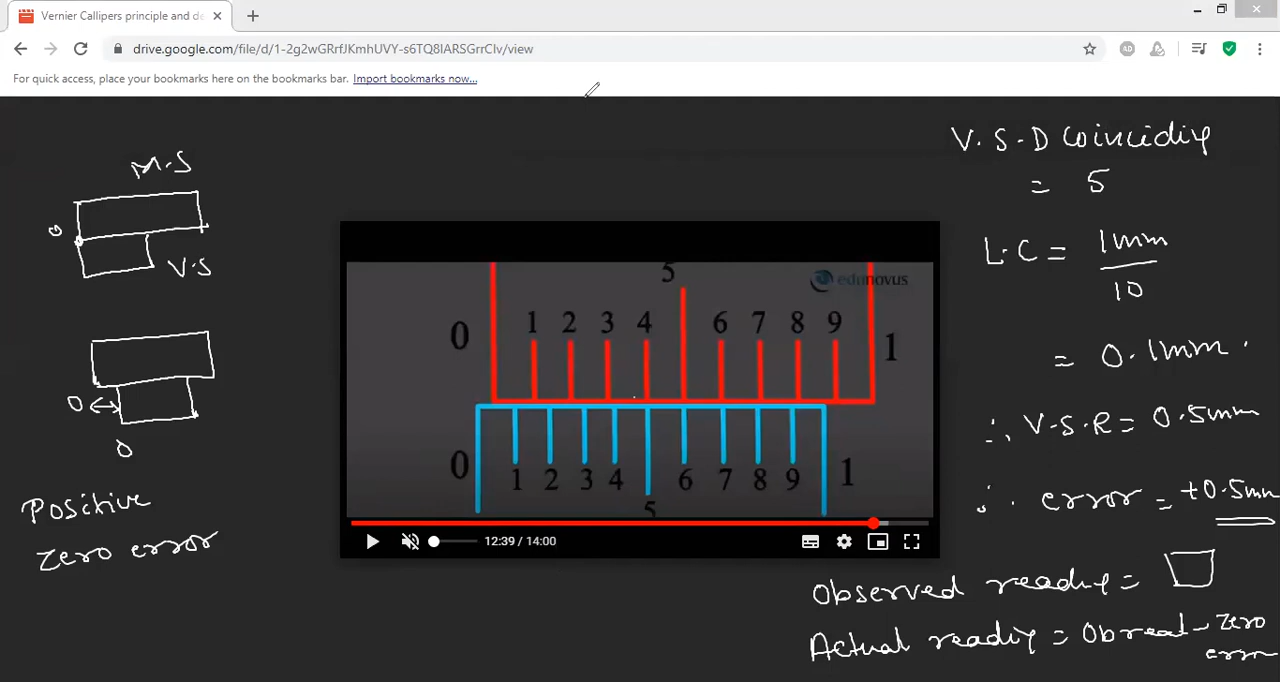 Vernier Callipers principle and de
drive.google.com/file/d/1-2g2wGRrfJKmhUVY-s6TQ8IARSGrrCIv/view
For quick access, place your bookmarks here on the bookmarks bar. Import bookmarks now...
M.S
0
V.S
0
0
Positive
Zero error
edunovus
5
0 1 2 3 4 6 7 8 9 1
0 1 2 3 4 6 7 8 9 1
5
12:39 / 14:00
V.S.D Coinciding
= 5
L.C = 1mm
10
= 0.1mm.
∴ V.S.R = 0.5mm
∴ error = +0.5mm
Observed reading =
Actual reading = Ob read - Zero
error